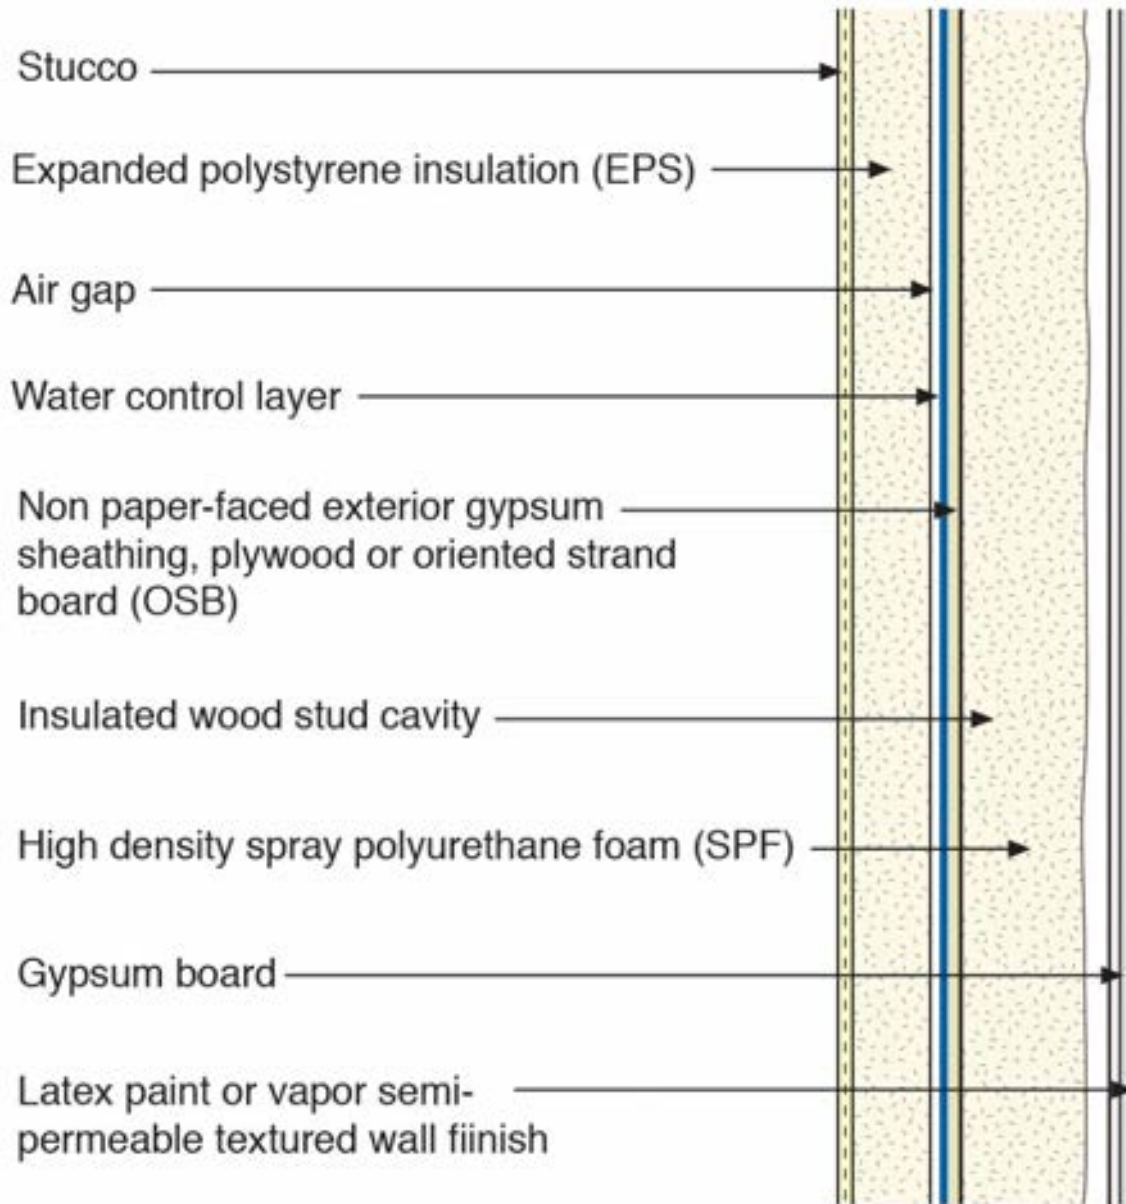 Stucco
Expanded polystyrene insulation (EPS)
Air gap
Water control layer
Non paper-faced exterior gypsum
sheathing, plywood or oriented strand
board (OSB)
Insulated wood stud cavity
High density spray polyurethane foam (SPF)
Gypsum board
Latex paint or vapor semi-
permeable textured wall fiinish